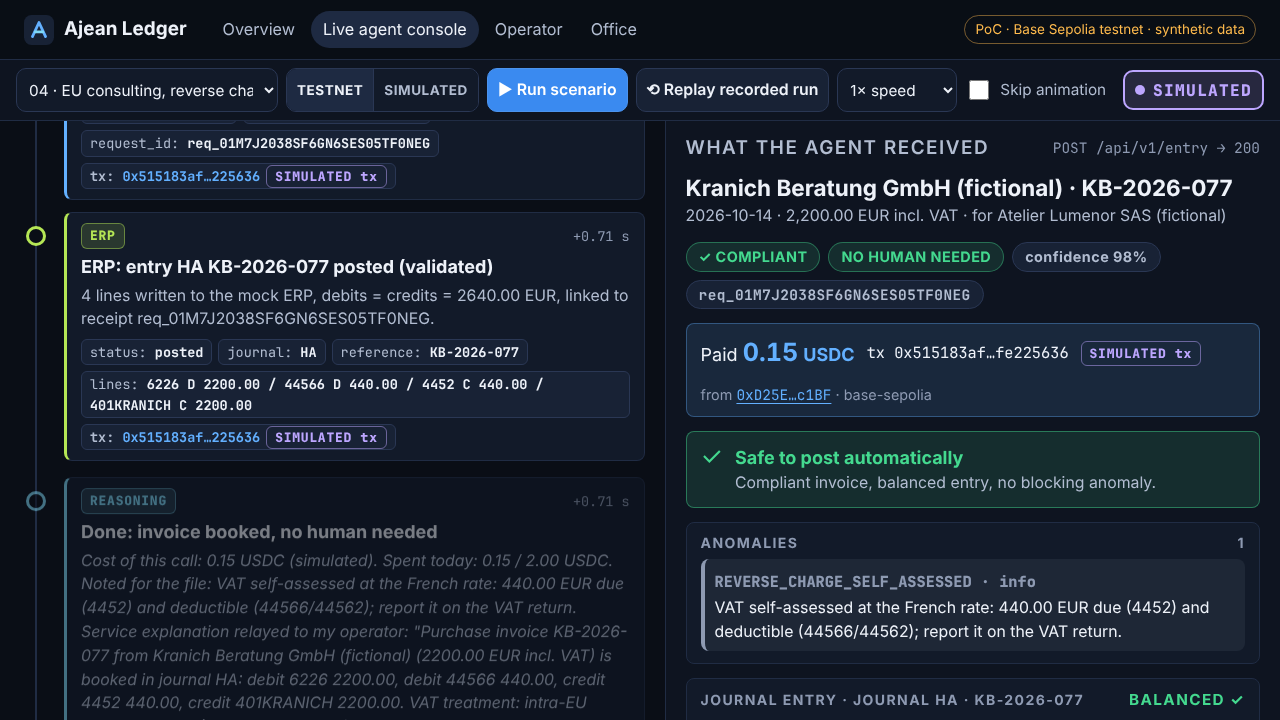 Ajean Ledger
Overview
Live agent console
Operator
Office
PoC · Base Sepolia testnet · synthetic data
04 · EU consulting, reverse cha
TESTNET
SIMULATED
▶ Run scenario
⟲ Replay recorded run
1× speed
Skip animation
SIMULATED
request_id: req_01M7J2038SF6GN6SES05TF0NEG
tx: 0x515183af…225636 SIMULATED tx
ERP
+0.71 s
ERP: entry HA KB-2026-077 posted (validated)
4 lines written to the mock ERP, debits = credits = 2640.00 EUR, linked to
receipt req_01M7J2038SF6GN6SES05TF0NEG.
status: posted
journal: HA
reference: KB-2026-077
lines: 6226 D 2200.00 / 44566 D 440.00 / 4452 C 440.00 /
401KRANICH C 2200.00
tx: 0x515183af…225636 SIMULATED tx
REASONING
+0.71 s
Done: invoice booked, no human needed
Cost of this call: 0.15 USDC (simulated). Spent today: 0.15 / 2.00 USDC.
Noted for the file: VAT self-assessed at the French rate: 440.00 EUR due
(4452) and deductible (44566/44562); report it on the VAT return.
Service explanation relayed to my operator: "Purchase invoice KB-2026-
077 from Kranich Beratung GmbH (fictional) (2200.00 EUR incl. VAT) is
booked in journal HA: debit 6226 2200.00, debit 44566 440.00, credit
4452 440.00, credit 401KRANICH 2200.00. VAT treatment: intra-EU
WHAT THE AGENT RECEIVED
POST /api/v1/entry → 200
Kranich Beratung GmbH (fictional) · KB-2026-077
2026-10-14 · 2,200.00 EUR incl. VAT · for Atelier Lumenor SAS (fictional)
✓ COMPLIANT
NO HUMAN NEEDED
confidence 98%
req_01M7J2038SF6GN6SES05TF0NEG
Paid 0.15 USDC tx 0x515183af…fe225636 SIMULATED tx
from 0xD25E…c1BF · base-sepolia
Safe to post automatically
Compliant invoice, balanced entry, no blocking anomaly.
ANOMALIES
1
REVERSE_CHARGE_SELF_ASSESSED · info
VAT self-assessed at the French rate: 440.00 EUR due (4452) and
deductible (44566/44562); report it on the VAT return.
JOURNAL ENTRY · JOURNAL HA · KB-2026-077
BALANCED ✓